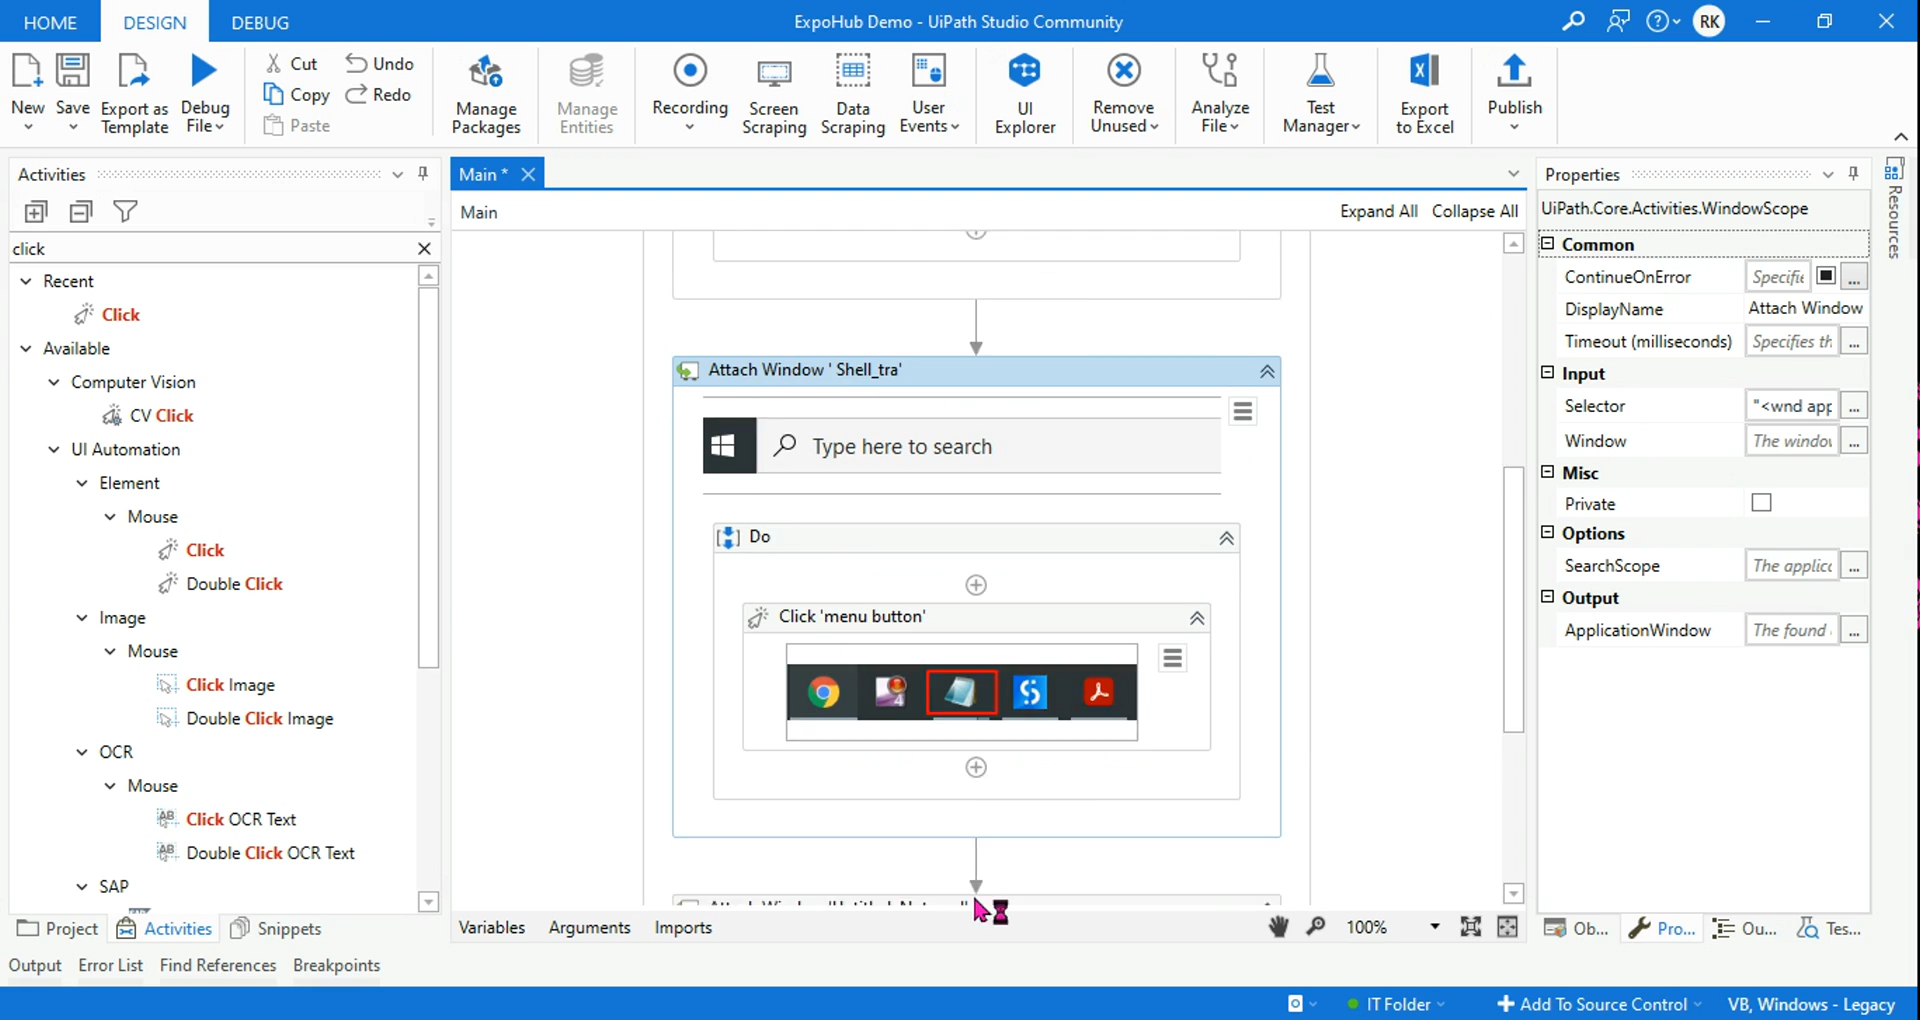 HOME DESIGN DEBUG ExpoHub Demo - UiPath Studio Community RK
New
Save
Export as
Template
Debug
File
Cut
Copy
Paste
Undo
Redo
Manage
Packages
Manage
Entities
Recording
Screen
Scraping
Data
Scraping
User
Events
UI
Explorer
Remove
Unused
Analyze
File
Test
Manager
Export
to Excel
Publish
Activities
click
Recent
Click
Available
Computer Vision
CV Click
UI Automation
Element
Mouse
Click
Double Click
Image
Mouse
Click Image
Double Click Image
OCR
Mouse
Click OCR Text
Double Click OCR Text
SAP
Project Activities Snippets
Main *
Main Expand All Collapse All
Attach Window ' Shell_tra'
Type here to search
Do
Click 'menu button'
4
Variables Arguments Imports 100%
Properties
UiPath.Core.Activities.WindowScope
Common
ContinueOnError Specifie ...
DisplayName Attach Window
Timeout (milliseconds) Specifies th ...
Input
Selector "<wnd app ...
Window The window ...
Misc
Private
Options
SearchScope The applica ...
Output
ApplicationWindow The found ...
Ob... Pro... Ou... Tes...
Resources
Output Error List Find References Breakpoints
IT Folder Add To Source Control VB, Windows - Legacy